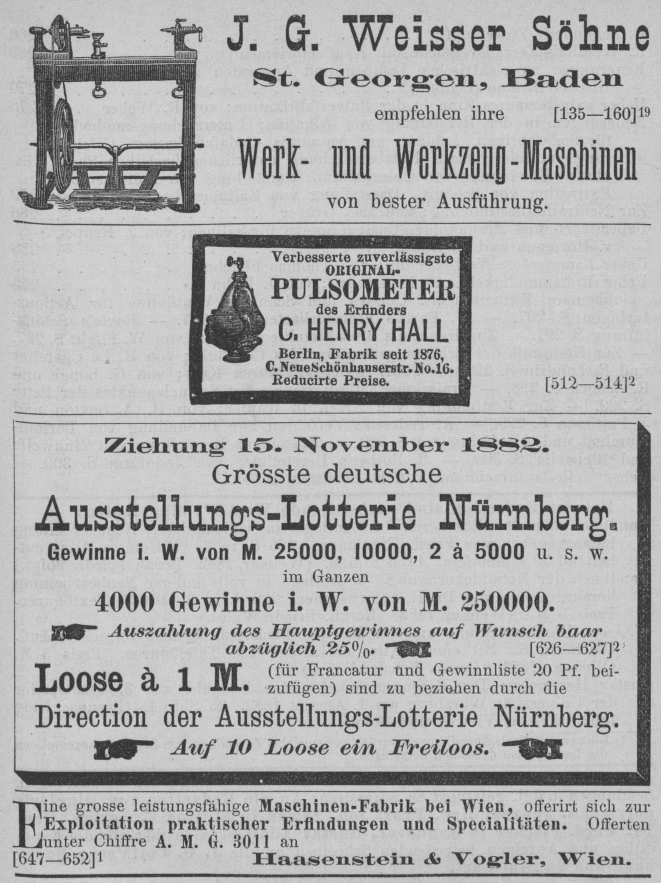 J. G. Weisser Söhne
St. Georgen, Baden
empfehlen ihre [135—160]19
Werk- und Werkzeug-Maschinen
von bester Ausführung.
Verbesserte zuverlässigste
ORIGINAL-
PULSOMETER
des Erfinders
C. HENRY HALL
Berlin, Fabrik seit 1876,
C. Neue Schönhauserstr. No. 16.
Reducirte Preise.
[512—514]2
Ziehung 15. November 1882.
Grösste deutsche
Ausstellungs-Lotterie Nürnberg.
Gewinne i. W. von M. 25000, 10000, 2 à 5000 u. s. w.
im Ganzen
4000 Gewinne i. W. von M. 250000.
Auszahlung des Hauptgewinnes auf Wunsch baar
abzüglich 25%. [626—627]2
Loose à 1 M. (für Francatur und Gewinnliste 20 Pf. bei-
zufügen) sind zu beziehen durch die
Direction der Ausstellungs-Lotterie Nürnberg.
Auf 10 Loose ein Freiloos.
Eine grosse leistungsfähige Maschinen-Fabrik bei Wien, offerirt sich zur
Exploitation praktischer Erfindungen und Specialitäten. Offerten
unter Chiffre A. M. G. 3011 an
[647—652]1 Haasenstein & Vogler, Wien.